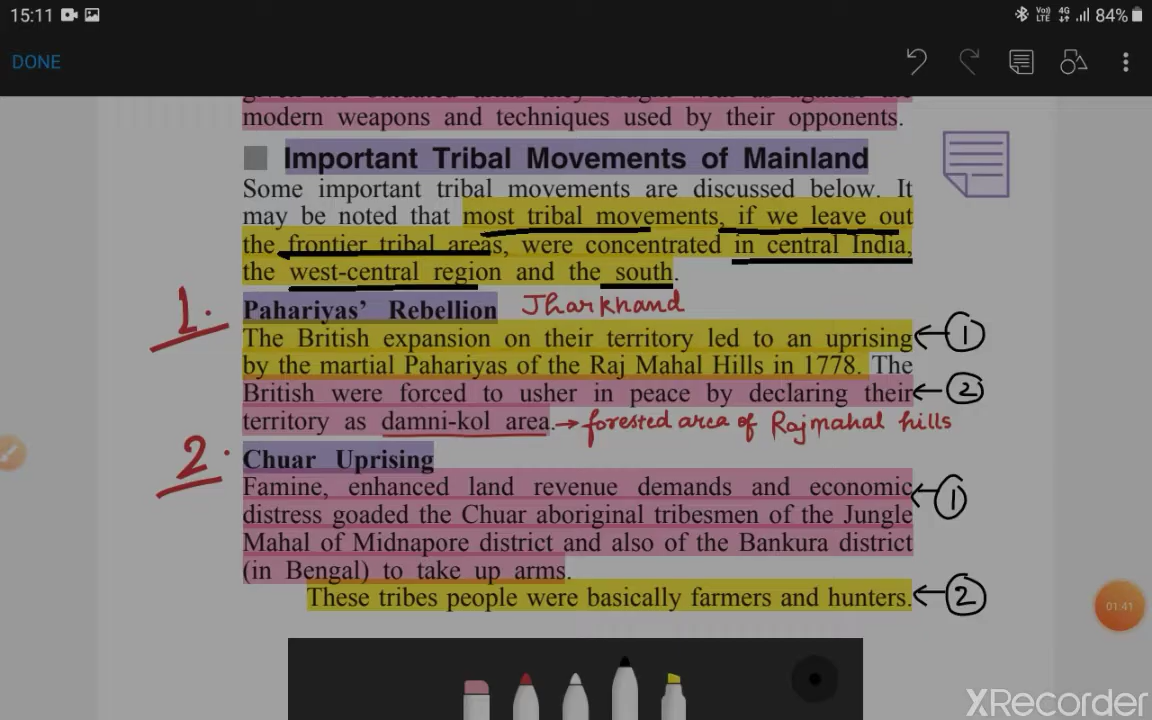 15:11
Vo)) LTE 4G 84%
DONE
modern weapons and techniques used by their opponents.
Important Tribal Movements of Mainland
Some important tribal movements are discussed below. It
may be noted that most tribal movements, if we leave out
the frontier tribal areas, were concentrated in central India,
the west-central region and the south.
1. Pahariyas' Rebellion Jharkhand
The British expansion on their territory led to an uprising ← 1
by the martial Pahariyas of the Raj Mahal Hills in 1778. The
British were forced to usher in peace by declaring their ← 2
territory as damni-kol area. → forested area of Rajmahal hills
2. Chuar Uprising
Famine, enhanced land revenue demands and economic ← 1
distress goaded the Chuar aboriginal tribesmen of the Jungle
Mahal of Midnapore district and also of the Bankura district
(in Bengal) to take up arms.
These tribes people were basically farmers and hunters. ← 2
01:41
XRecorder